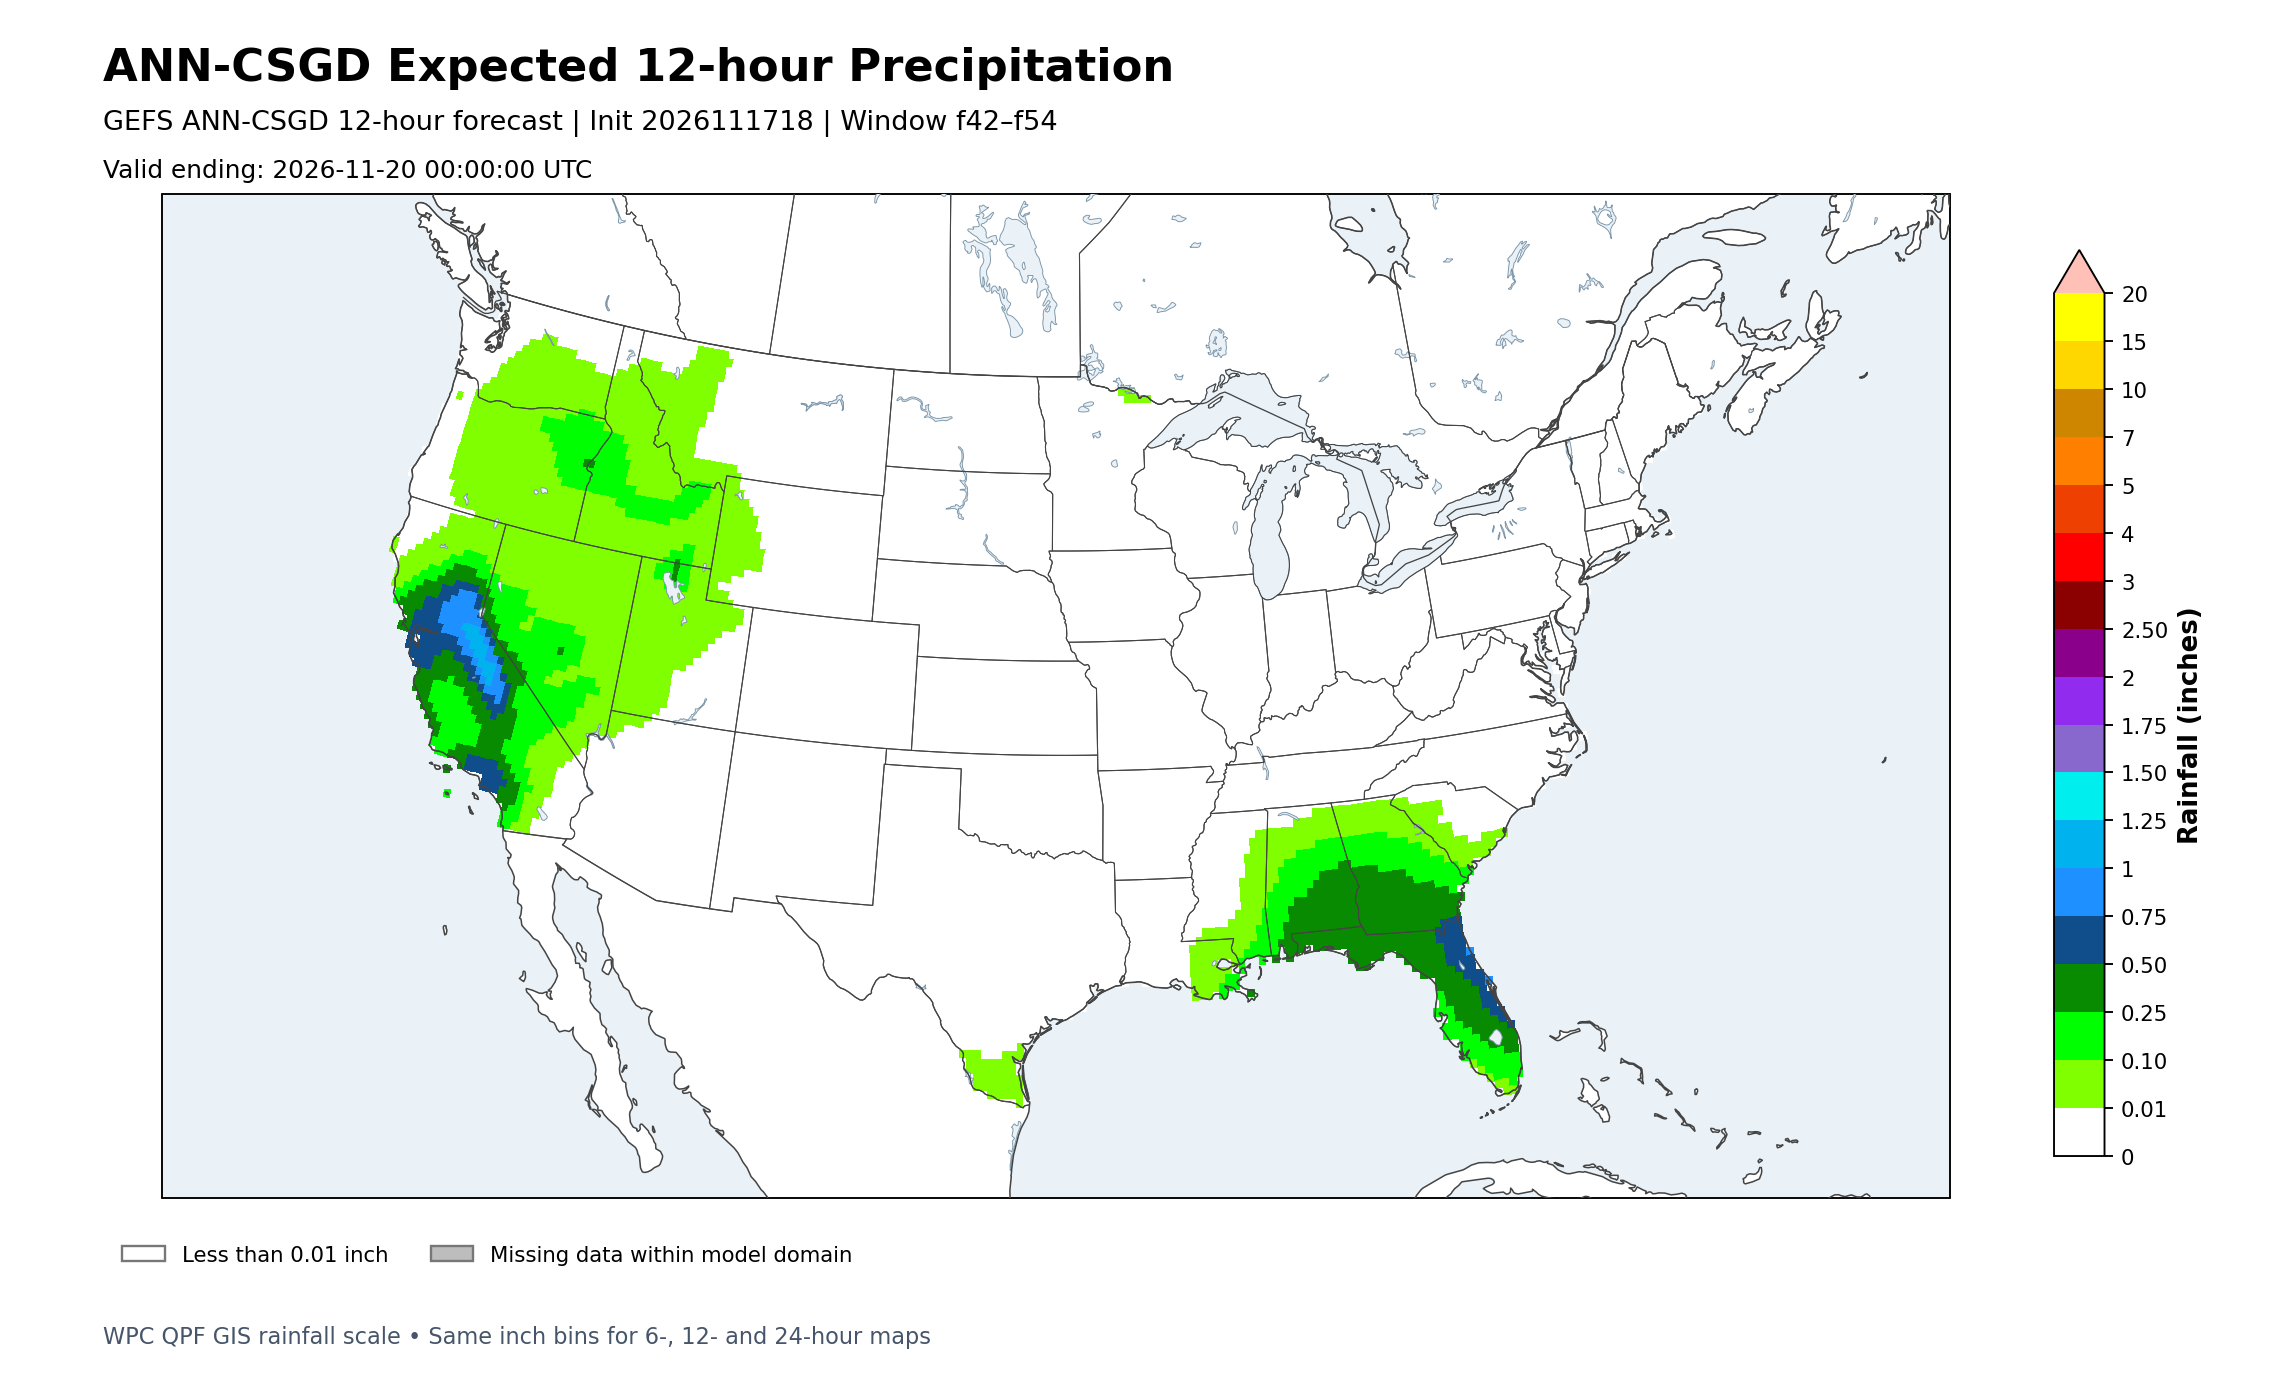 ANN-CSGD Expected 12-hour Precipitation
GEFS ANN-CSGD 12-hour forecast | Init 2026111718 | Window f42–f54
Valid ending: 2026-11-20 00:00:00 UTC
20
15
10
7
5
4
3
2.50
2
1.75
1.50
1.25
1
0.75
0.50
0.25
0.10
0.01
0
Rainfall (inches)
Less than 0.01 inch
Missing data within model domain
WPC QPF GIS rainfall scale • Same inch bins for 6-, 12- and 24-hour maps